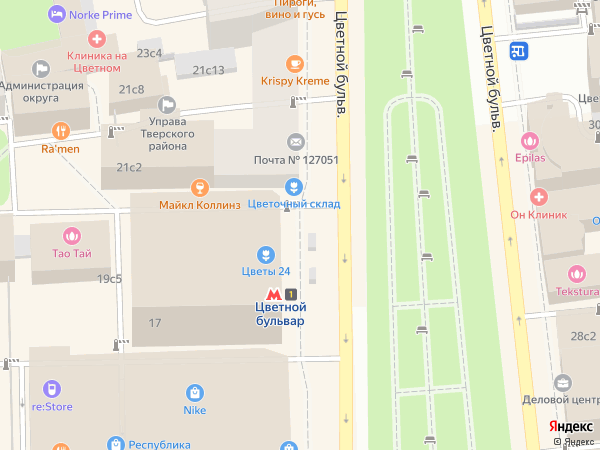 Пироги,
вино и гусь
Norke Prime
Клиника на
Цветном
23с4
21с13
Krispy Kreme
Администрация
округа
21с8
Управа
Тверского
района
Ra'men
21с2
Почта № 127051
Майкл Коллинз
Цветочный склад
Тао Тай
19с5
Цветы 24
1
Цветной
бульвар
17
re:Store
Nike
Республика
Цветной бульв.
Цветной бульв.
Цве
30
Epilas
Он Клиник
О
Tekstura
28с2
Деловой центр
Яндекс
© Яндекс